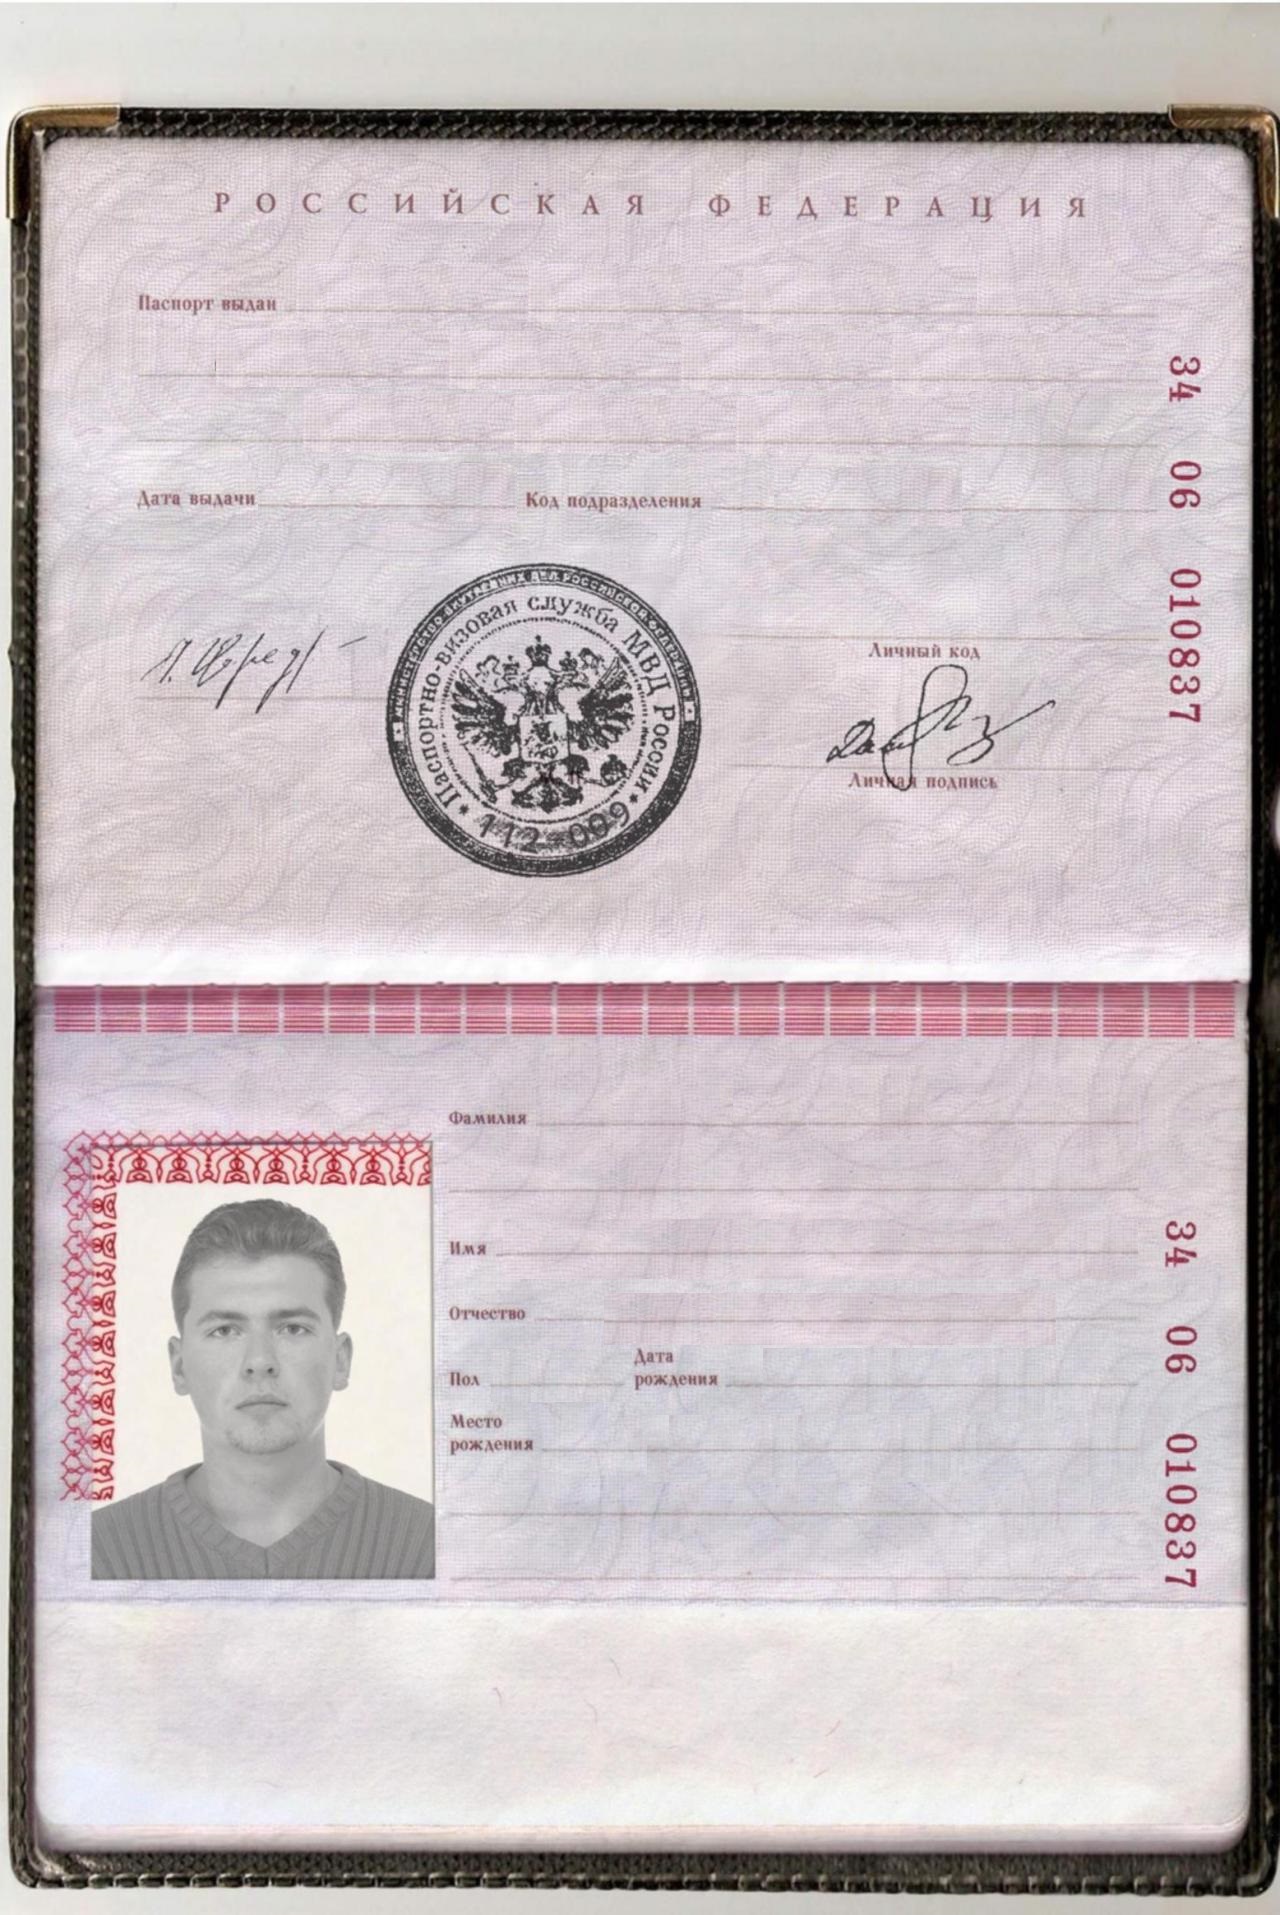 РОССИЙСКАЯ ФЕДЕРАЦИЯ
Паспорт выдан
Дата выдачи Код подразделения
34 06 010837
МИНИСТЕРСТВО ВНУТРЕННИХ ДЕЛ РОССИЙСКОЙ ФЕДЕРАЦИИ
Паспортно-визовая служба МВД России
112-009
Личный код
Личная подпись
Фамилия
Имя
Отчество
Пол Дата рождения
Место
рождения
34 06 010837